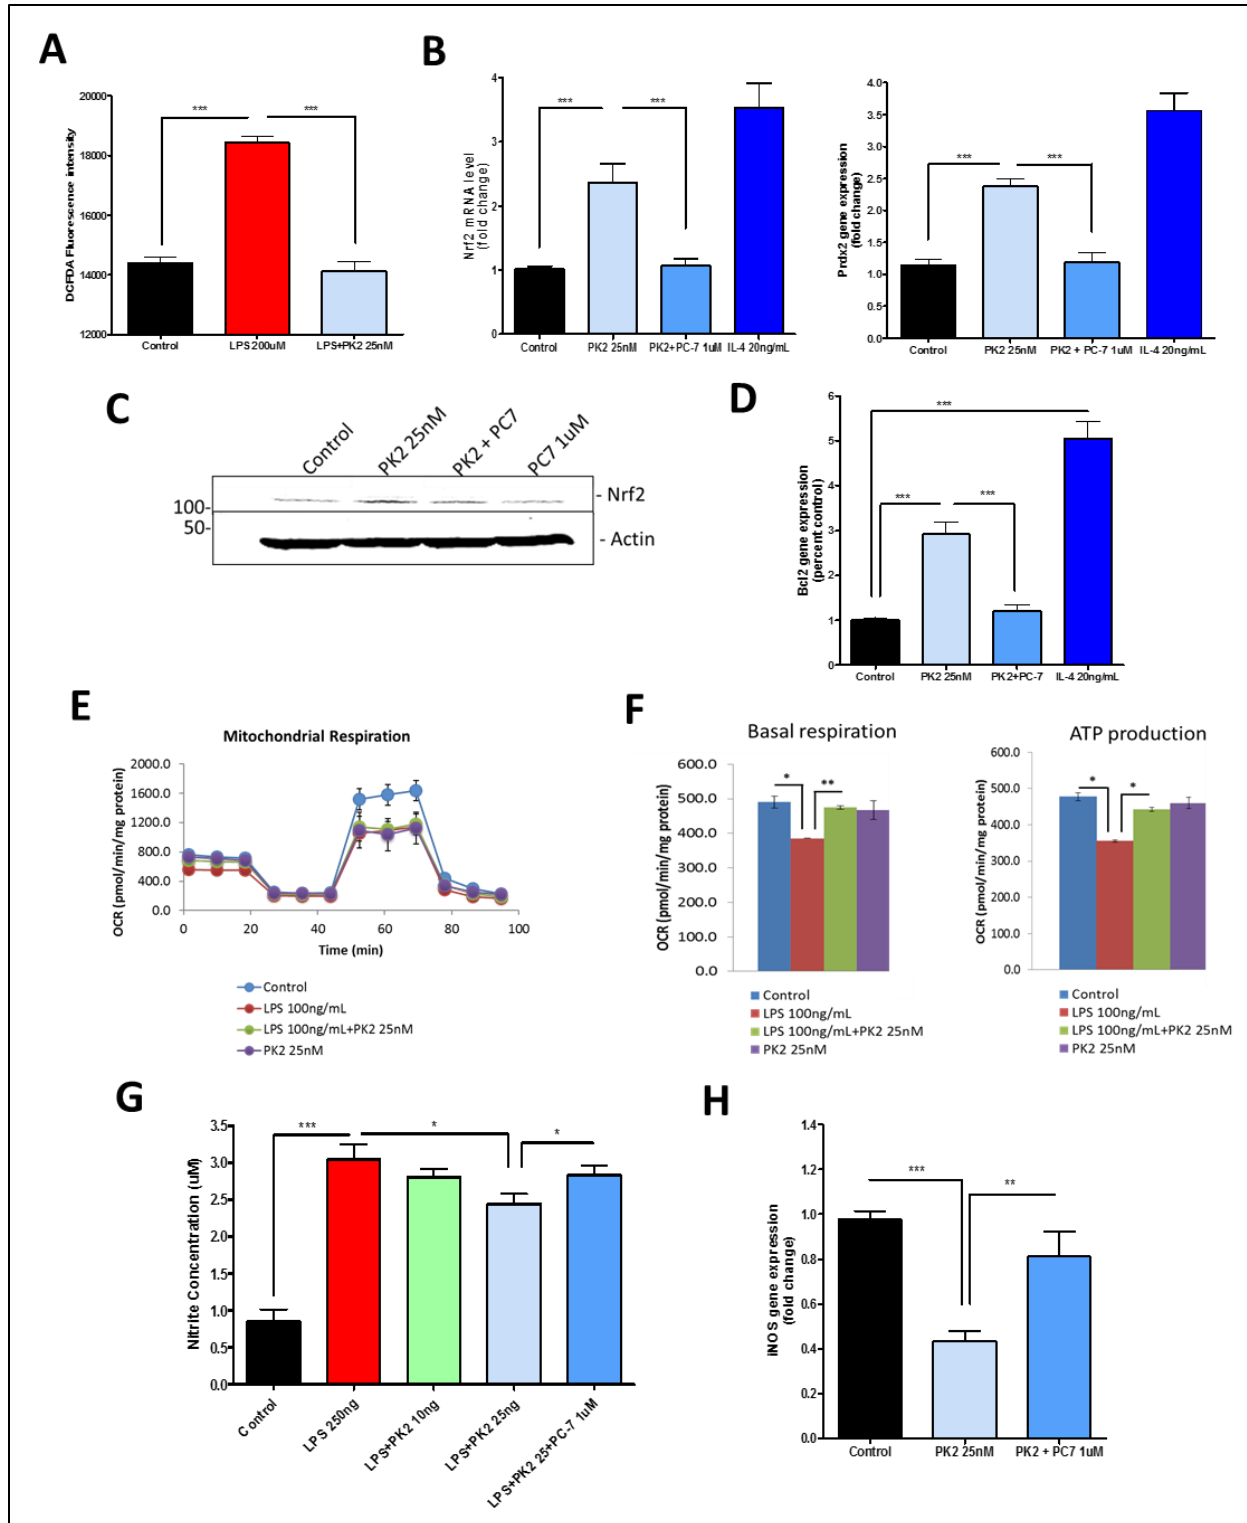 A
20000
18000
16000
14000
12000
DCFDA Fluorescence intensity
***
***
Control
LPS 200uM
LPS+PK2 25nM
B
4
3
2
1
0
Nrf2 mRNA level
(fold change)
***
***
Control
PK2 25nM
PK2+PC-7 1uM
IL-4 20ng/mL
4.0
3.5
3.0
2.5
2.0
1.5
1.0
0.5
0.0
Prdx2 gene expression
(fold change)
***
***
Control
PK2 25nM
PK2 + PC-7 1uM
IL-4 20ng/mL
C
Control
PK2 25nM
PK2 + PC7
PC7 1uM
100-
50-
- Nrf2
- Actin
D
6
5
4
3
2
1
0
Bcl2 gene expression
(percent control)
***
***
***
Control
PK2 25nM
PK2+PC-7
IL-4 20ng/mL
E
Mitochondrial Respiration
2000.0
1600.0
1200.0
800.0
400.0
0.0
OCR (pmol/min/mg protein)
0 20 40 60 80 100
Time (min)
Control
LPS 100ng/mL
LPS 100ng/mL+PK2 25nM
PK2 25nM
F
Basal respiration
600.0
500.0
400.0
300.0
200.0
100.0
0.0
OCR (pmol/min/mg protein)
*
**
Control
LPS 100ng/mL
LPS 100ng/mL+PK2 25nM
PK2 25nM
ATP production
600.0
500.0
400.0
300.0
200.0
100.0
0.0
OCR (pmol/min/mg protein)
*
*
Control
LPS 100ng/mL
LPS 100ng/mL+PK2 25nM
PK2 25nM
G
3.5
3.0
2.5
2.0
1.5
1.0
0.5
0.0
Nitrite Concentration (uM)
***
*
*
Control
LPS 250ng
LPS+PK2 10ng
LPS+PK2 25ng
LPS+PK2 25+PC-7 1uM
H
1.4
1.2
1.0
0.8
0.6
0.4
0.2
0.0
iNOS gene expression
(fold change)
***
**
Control
PK2 25nM
PK2 + PC7 1uM